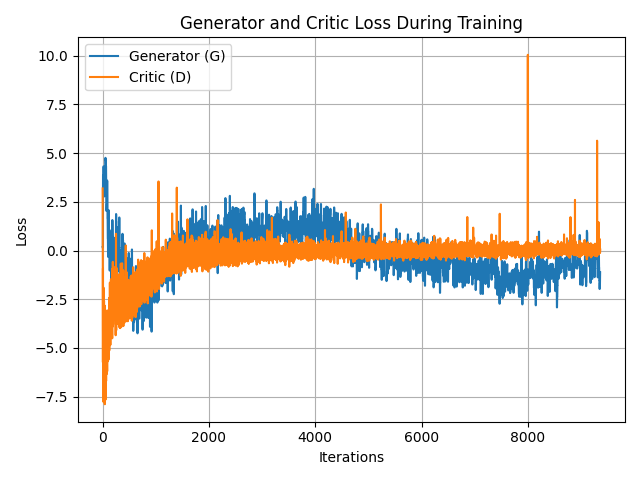 Generator and Critic Loss During Training
Generator (G)
Critic (D)
Loss
10.0
7.5
5.0
2.5
0.0
−2.5
−5.0
−7.5
0 2000 4000 6000 8000
Iterations